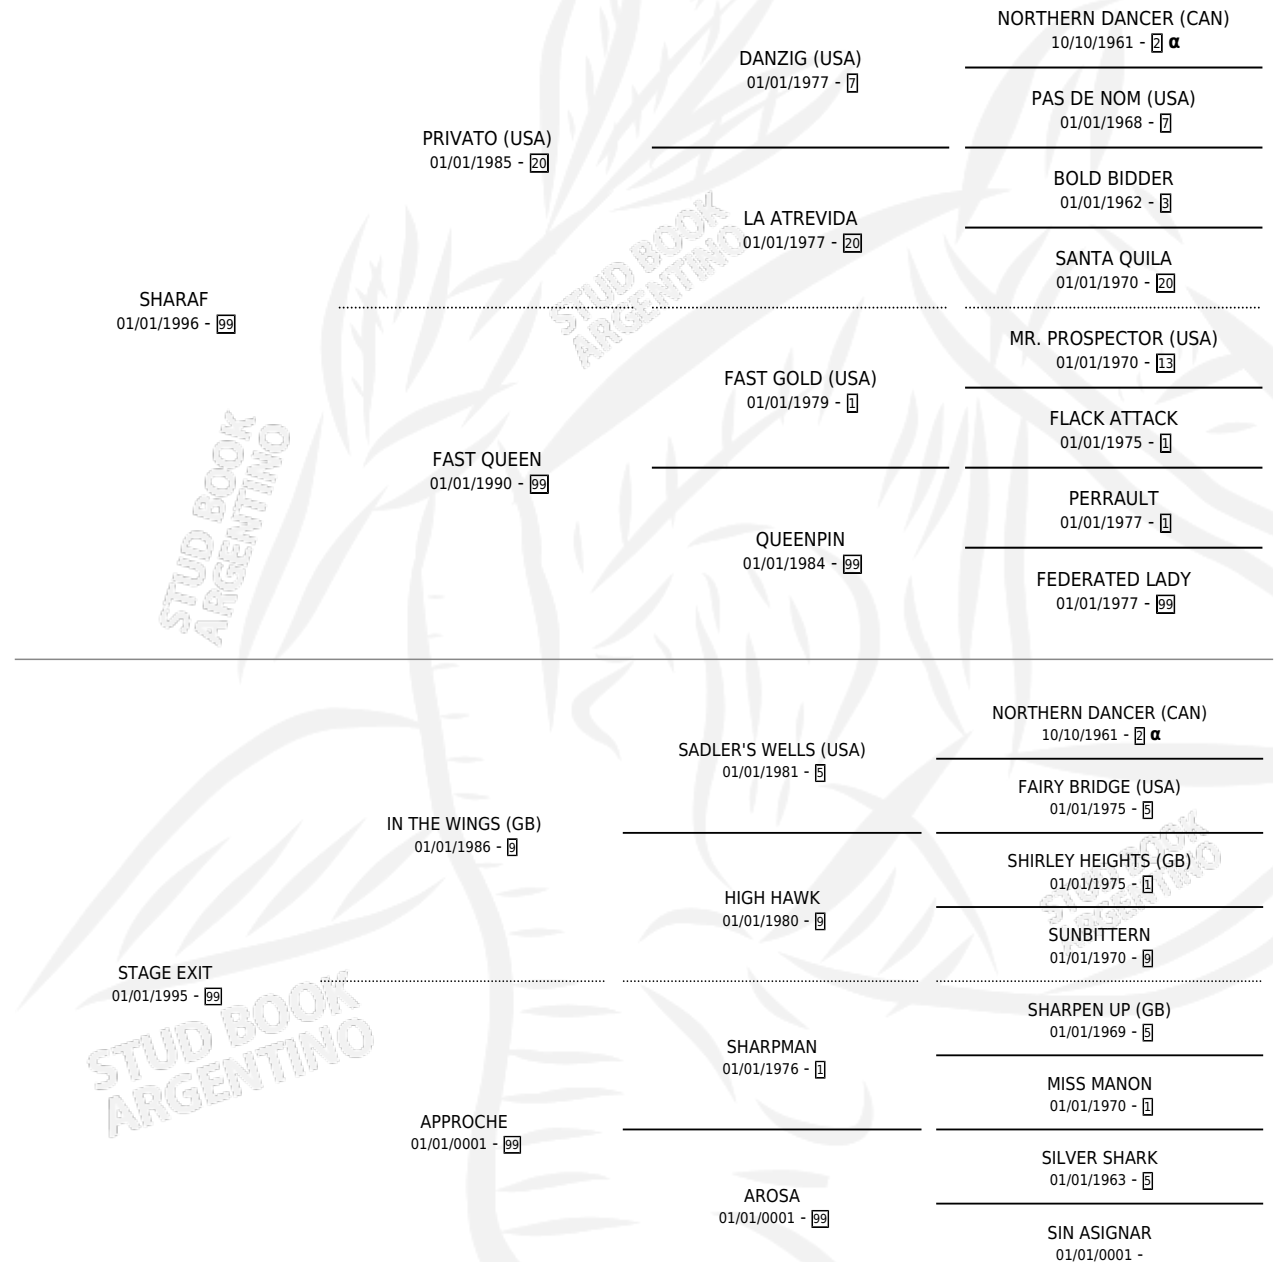 NORTHERN DANCER (CAN)
10/10/1961 - 2 α
DANZIG (USA)
01/01/1977 - 7
PAS DE NOM (USA)
01/01/1968 - 7
PRIVATO (USA)
01/01/1985 - 20
BOLD BIDDER
01/01/1962 - 3
LA ATREVIDA
01/01/1977 - 20
SANTA QUILA
01/01/1970 - 20
SHARAF
01/01/1996 - 99
STUD BOOK
ARGENTINO
MR. PROSPECTOR (USA)
01/01/1970 - 13
FAST GOLD (USA)
01/01/1979 - 1
FLACK ATTACK
01/01/1975 - 1
FAST QUEEN
01/01/1990 - 99
PERRAULT
01/01/1977 - 1
QUEENPIN
01/01/1984 - 99
FEDERATED LADY
01/01/1977 - 99
STUD BOOK
ARGENTINO
NORTHERN DANCER (CAN)
10/10/1961 - 2 α
SADLER'S WELLS (USA)
01/01/1981 - 5
FAIRY BRIDGE (USA)
01/01/1975 - 5
IN THE WINGS (GB)
01/01/1986 - 9
SHIRLEY HEIGHTS (GB)
01/01/1975 - 1
HIGH HAWK
01/01/1980 - 9
SUNBITTERN
01/01/1970 - 9
STUD BOOK
ARGENTINO
STAGE EXIT
01/01/1995 - 99
STUD BOOK
ARGENTINO
SHARPEN UP (GB)
01/01/1969 - 5
SHARPMAN
01/01/1976 - 1
MISS MANON
01/01/1970 - 1
APPROCHE
01/01/0001 - 99
SILVER SHARK
01/01/1963 - 5
AROSA
01/01/0001 - 99
SIN ASIGNAR
01/01/0001 -